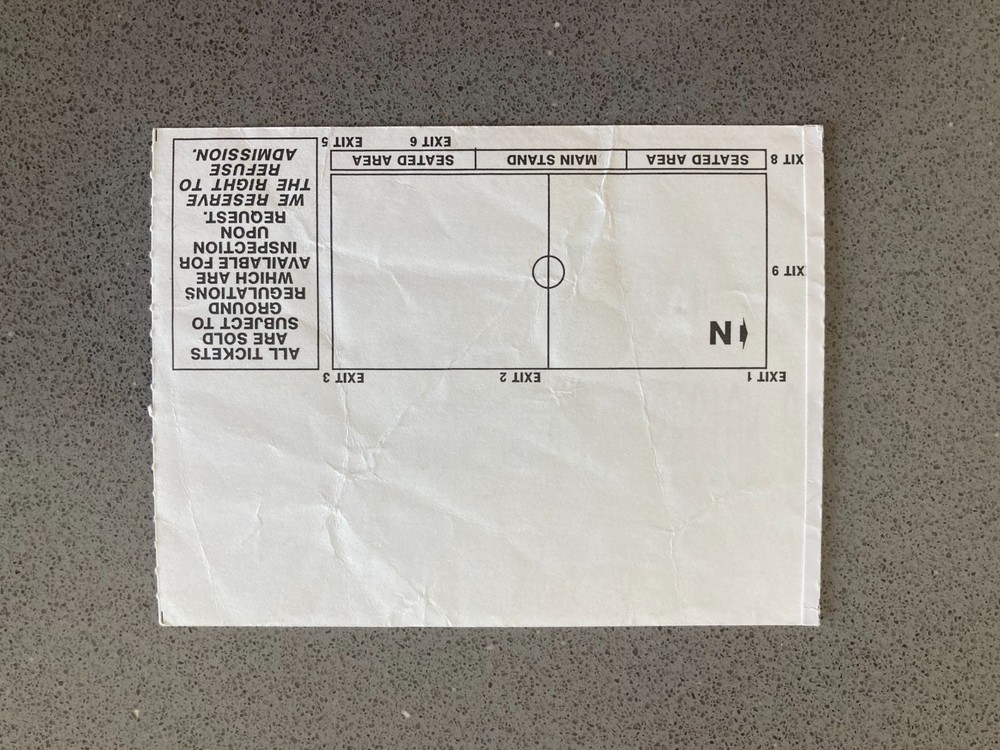 EXIT 1
EXIT 2
EXIT 3
N
XIT 9
XIT 8
SEATED AREA
MAIN STAND
SEATED AREA
EXIT 6
EXIT 5
ALL TICKETS
ARE SOLD
SUBJECT TO
GROUND
REGULATIONS
WHICH ARE
AVAILABLE FOR
INSPECTION
UPON
REQUEST.
WE RESERVE
THE RIGHT TO
REFUSE
ADMISSION.